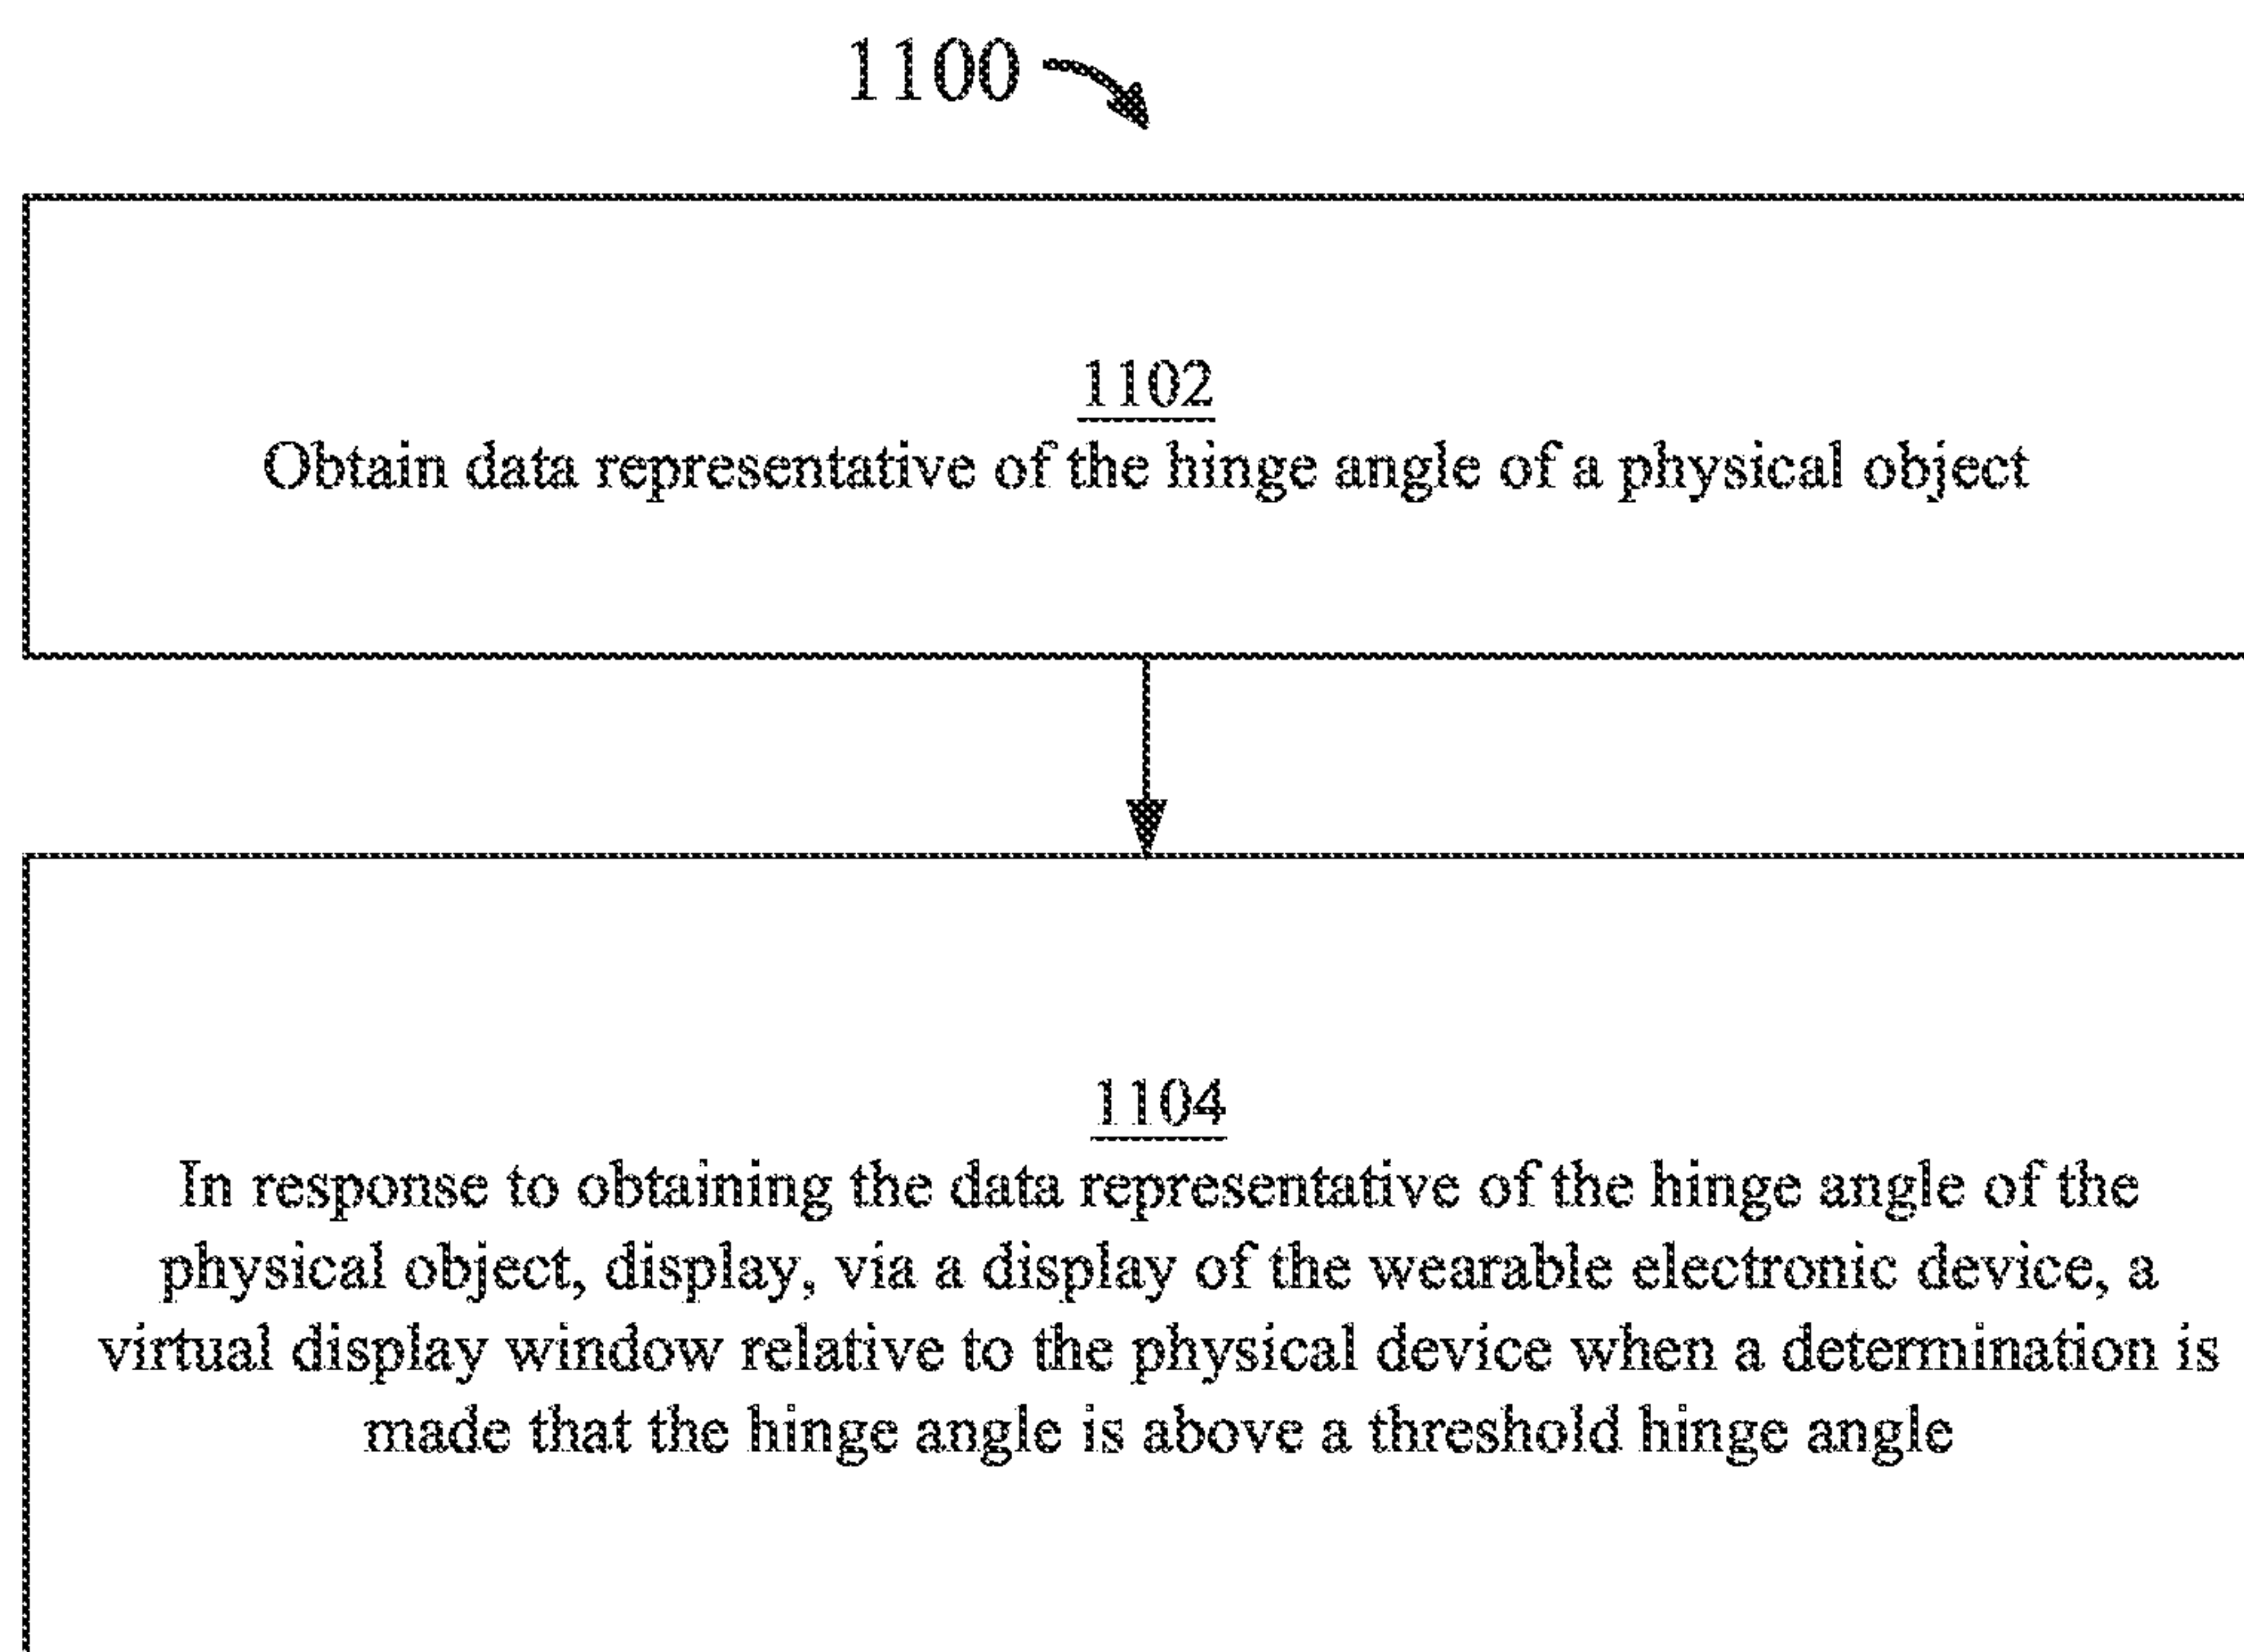 1100
1102
Obtain data representative of the hinge angle of a physical object
1104
In response to obtaining the data representative of the hinge angle of the
physical object, display, via a display of the wearable electronic device, a
virtual display window relative to the physical device when a determination is
made that the hinge angle is above a threshold hinge angle